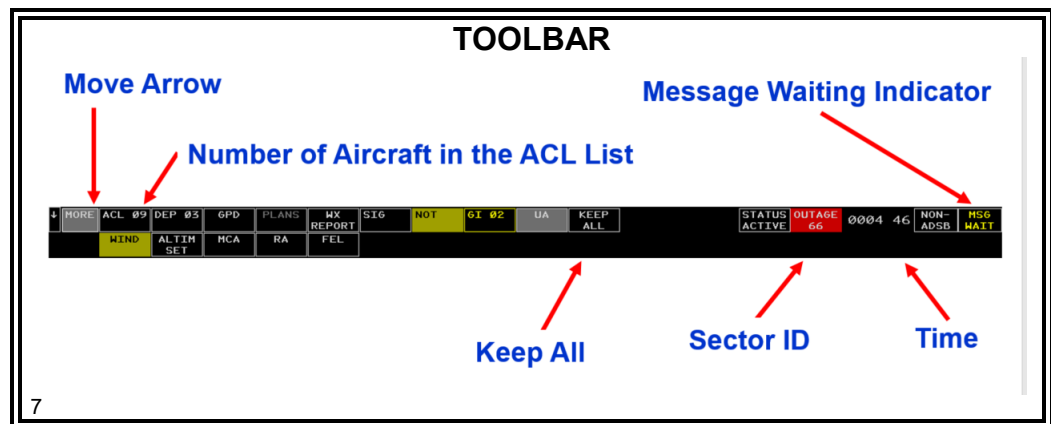 TOOLBAR
Move Arrow
Message Waiting Indicator
Number of Aircraft in the ACL List
↓ MORE ACL 09 DEP 03 GPD PLANS WX REPORT SIG NOT GI 02 UA KEEP ALL STATUS ACTIVE OUTAGE 66 0004 46 NON-ADSB MSG WAIT
WIND ALTIM SET MCA RA FEL
Keep All
Sector ID
Time
7